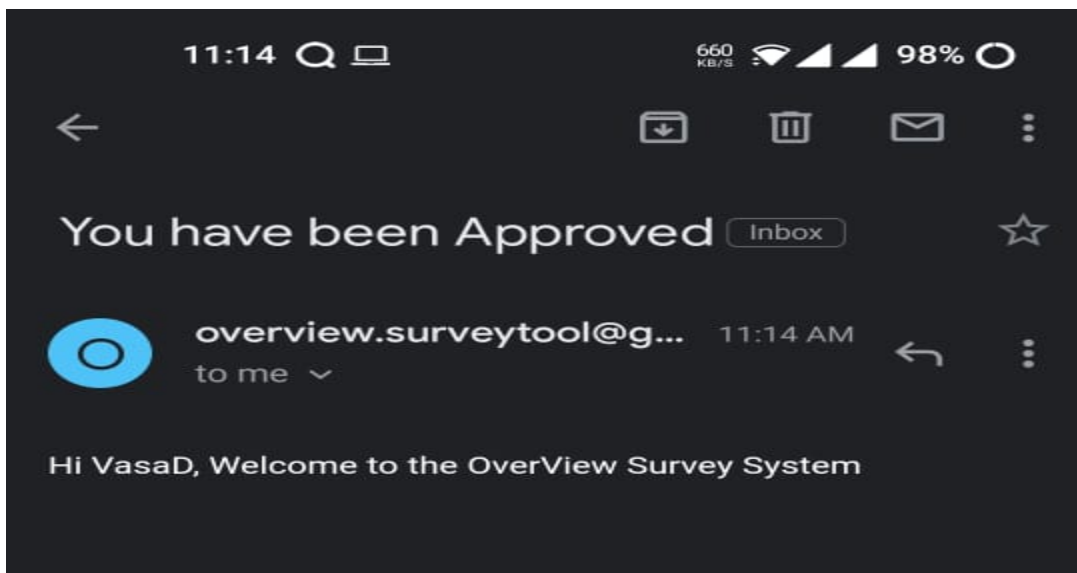 11:14 660 KB/S 98%
You have been Approved Inbox
O overview.surveytool@g... 11:14 AM
to me
Hi VasaD, Welcome to the OverView Survey System